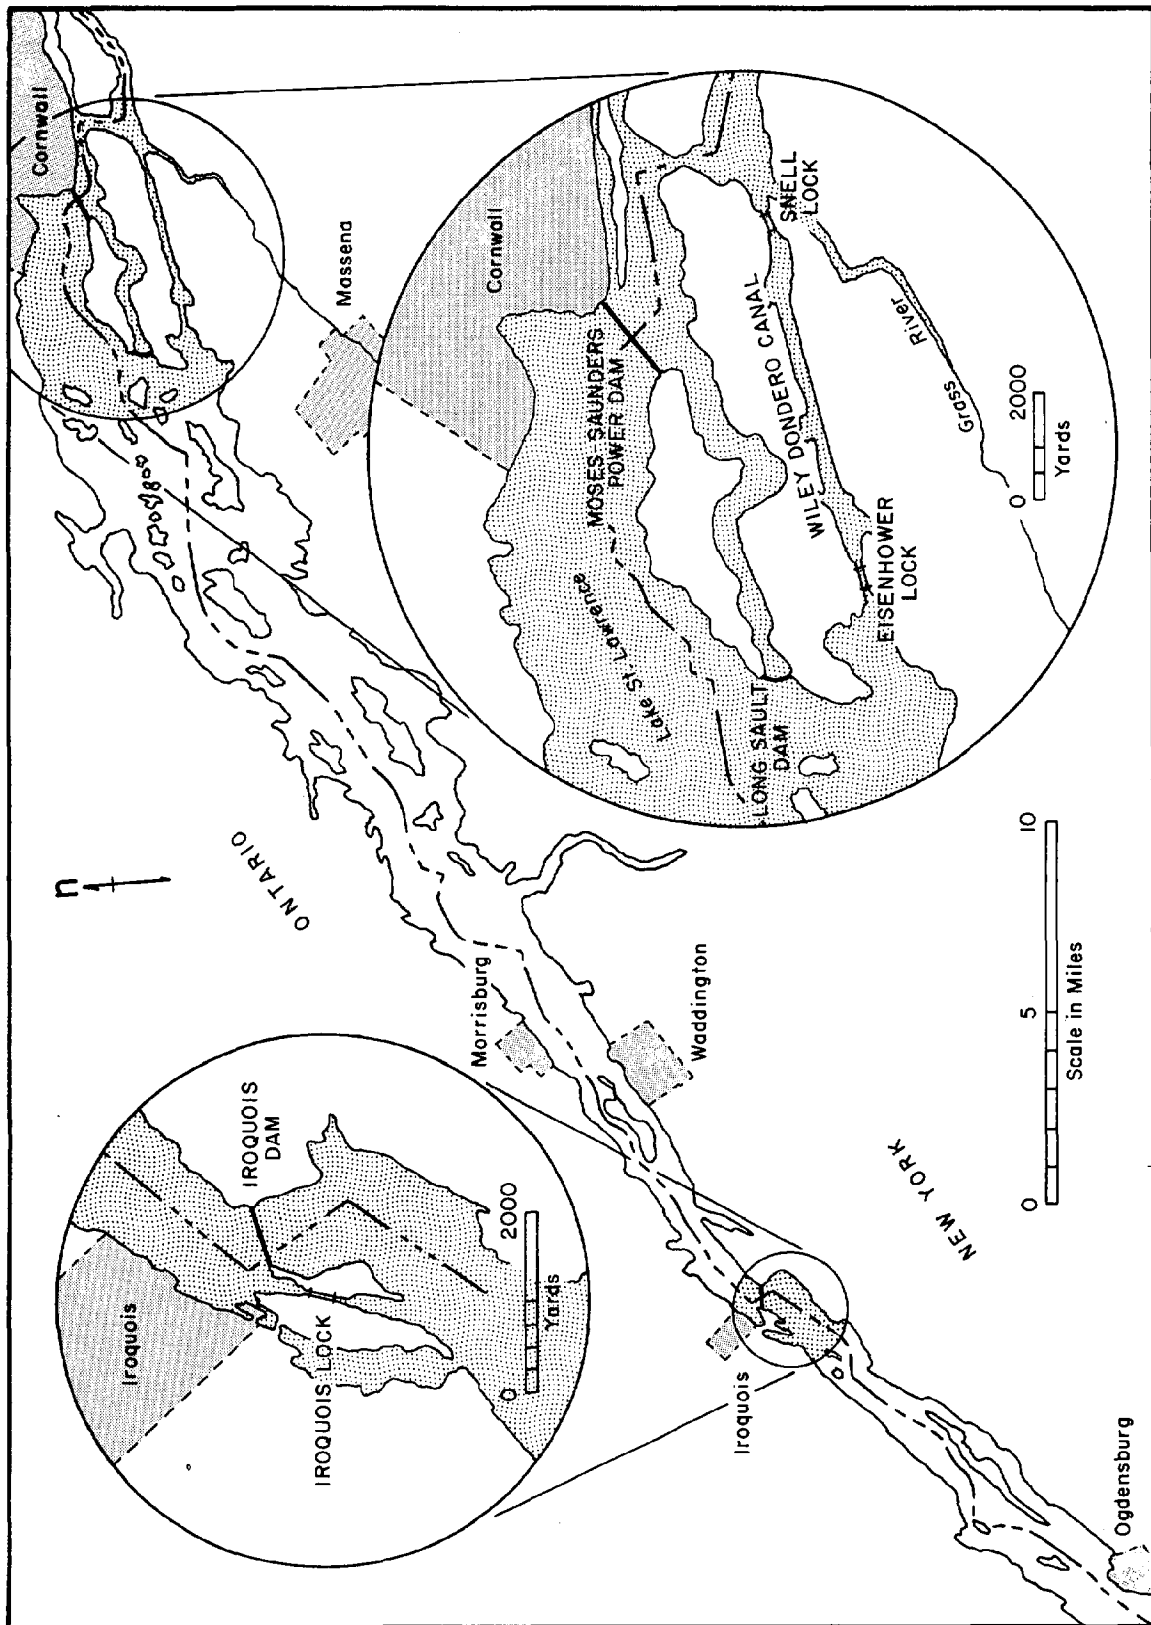 Cornwall
Massena
Cornwall
MOSES SAUNDERS
POWER DAM
SNELL
LOCK
WILEY DONDERO CANAL
Grass River
0 2000
Yards
EISENHOWER
LOCK
Lake St. Lawrence
LONG SAULT
DAM
n
ONTARIO
Morrisburg
Waddington
NEW YORK
0 5 10
Scale in Miles
IROQUOIS
DAM
Iroquois
IROQUOIS LOCK
0 2000
Yards
Iroquois
Ogdensburg